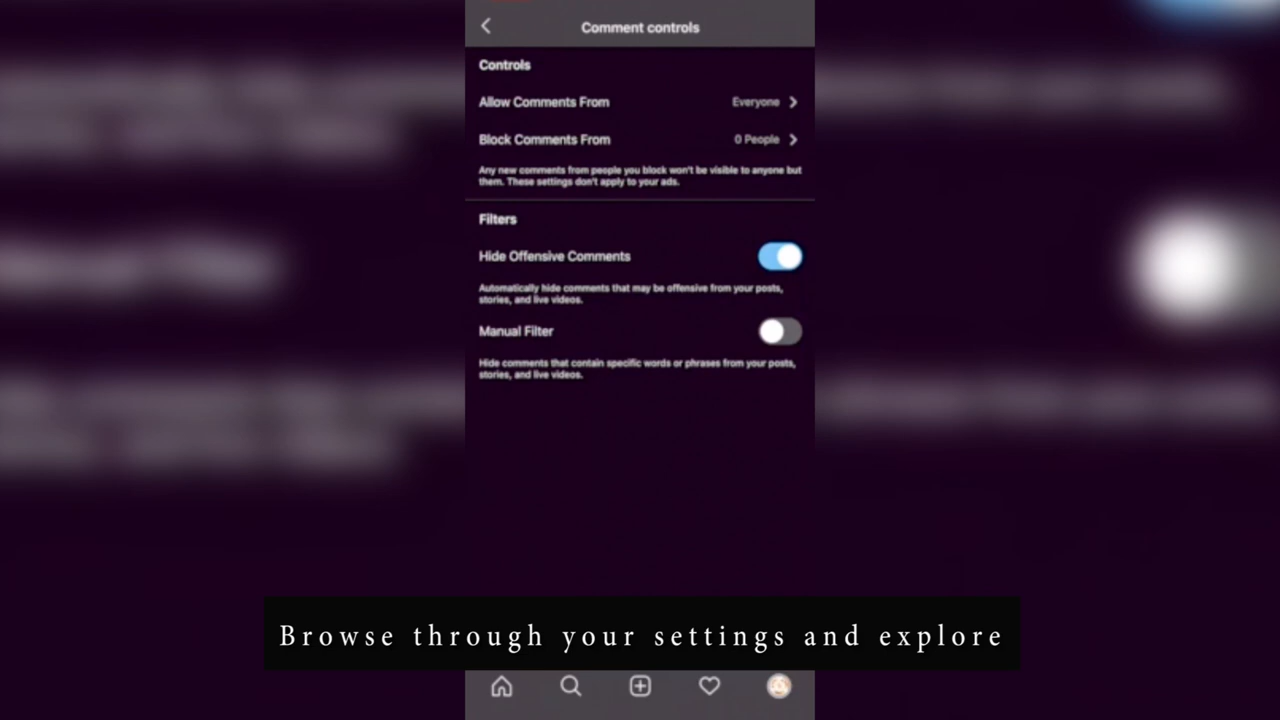 Comment controls
Controls
Allow Comments From Everyone
Block Comments From 0 People
Any new comments from people you block won't be visible to anyone but
them. These settings don't apply to your ads.
Filters
Hide Offensive Comments
Automatically hide comments that may be offensive from your posts,
stories, and live videos.
Manual Filter
Hide comments that contain specific words or phrases from your posts,
stories, and live videos.
Browse through your settings and explore